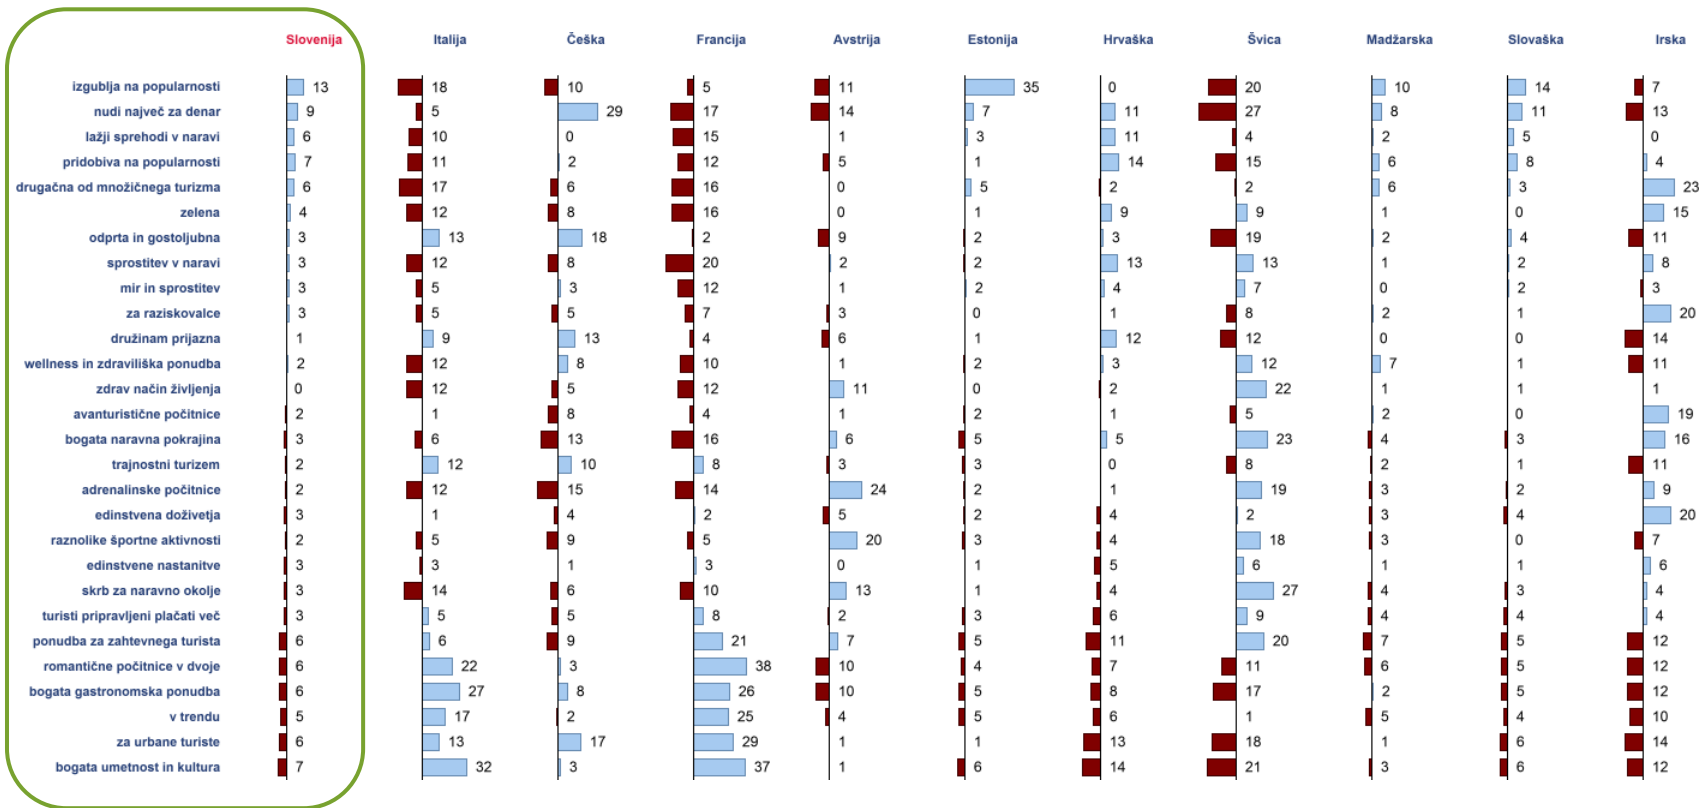 Slovenija Italija Češka Francija Avstrija Estonija Hrvaška Švica Madžarska Slovaška Irska
izgublja na popularnosti 13 18 10 5 11 35 0 20 10 14 7
nudi največ za denar 9 5 29 17 14 7 11 27 8 11 13
lažji sprehodi v naravi 6 10 0 15 1 3 11 4 2 5 0
pridobiva na popularnosti 7 11 2 12 5 1 14 15 6 8 4
drugačna od množičnega turizma 6 17 6 16 0 5 2 2 6 3 23
zelena 4 12 8 16 0 1 9 9 1 0 15
odprta in gostoljubna 3 13 18 2 9 2 3 19 2 4 11
sprostitev v naravi 3 12 8 20 2 2 13 13 1 2 8
mir in sprostitev 3 5 3 12 1 2 4 7 0 2 3
za raziskovalce 3 5 5 7 3 0 1 8 2 1 20
družinam prijazna 1 9 13 4 6 1 12 12 0 0 14
wellness in zdraviliška ponudba 2 12 8 10 1 2 3 12 7 1 11
zdrav način življenja 0 12 5 12 11 0 2 22 1 1 1
avanturistične počitnice 2 1 8 4 1 2 1 5 2 0 19
bogata naravna pokrajina 3 6 13 16 6 5 5 23 4 3 16
trajnostni turizem 2 12 10 8 3 3 0 8 2 1 11
adrenalinske počitnice 2 12 15 14 24 2 1 19 3 2 9
edinstvena doživetja 3 1 4 2 5 2 4 2 3 4 20
raznolike športne aktivnosti 2 5 9 5 20 3 4 18 3 0 7
edinstvene nastanitve 3 3 1 3 0 1 5 6 1 1 6
skrb za naravno okolje 3 14 6 10 13 1 4 27 4 3 4
turisti pripravljeni plačati več 3 5 5 8 2 3 6 9 4 4 4
ponudba za zahtevnega turista 6 6 9 21 7 5 11 20 7 5 12
romantične počitnice v dvoje 6 22 3 38 10 4 7 11 6 5 12
bogata gastronomska ponudba 6 27 8 26 10 5 8 17 2 5 12
v trendu 5 17 2 25 4 5 6 1 5 4 10
za urbane turiste 6 13 17 29 1 1 13 18 1 6 14
bogata umetnost in kultura 7 32 3 37 1 6 14 21 3 6 12